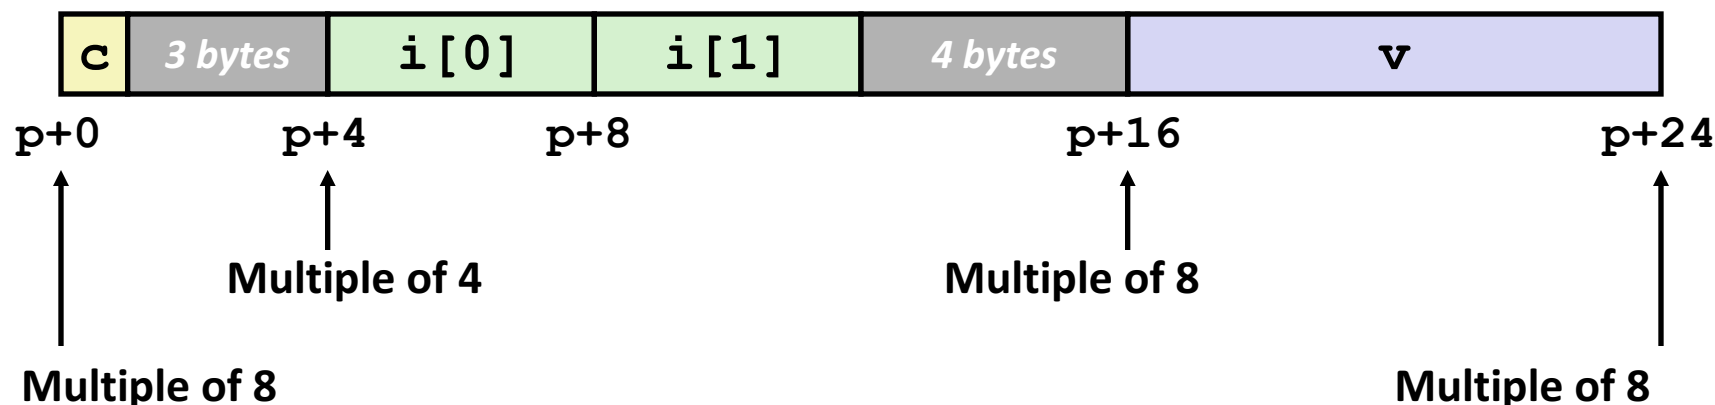 c 3 bytes i[0] i[1] 4 bytes v
p+0 p+4 p+8 p+16 p+24
Multiple of 4 Multiple of 8
Multiple of 8 Multiple of 8